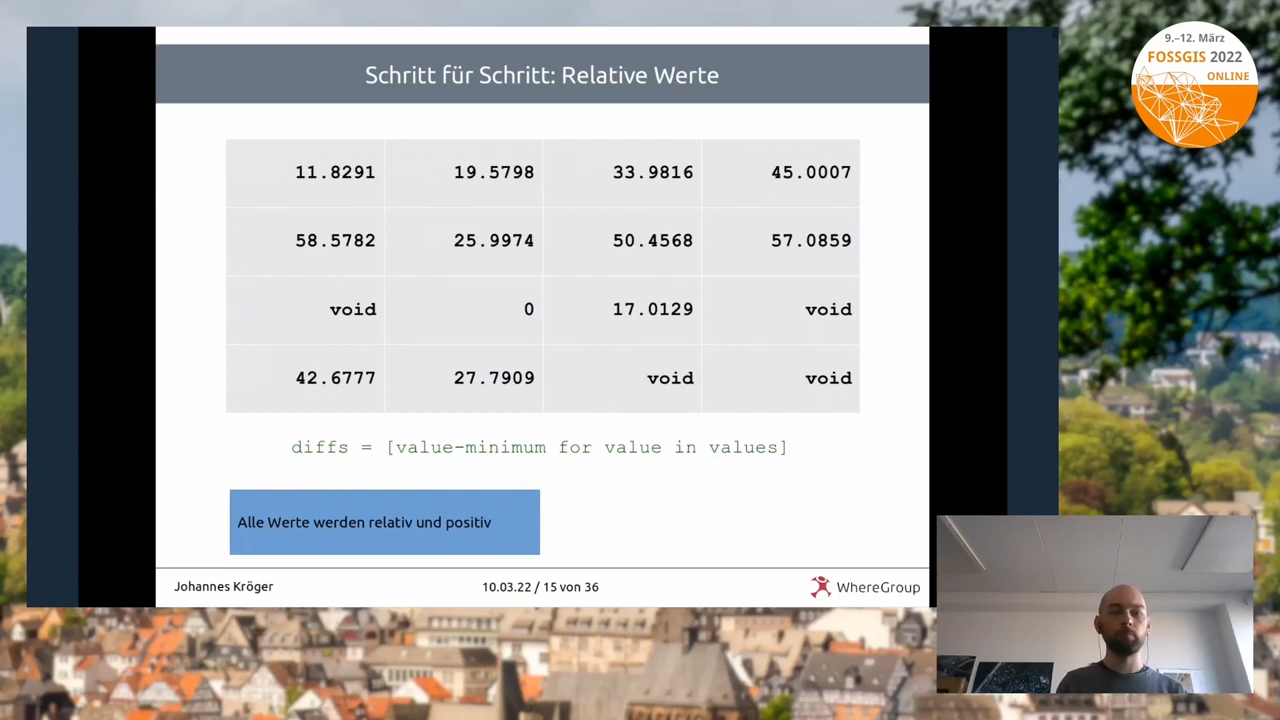 Schritt für Schritt: Relative Werte
11.8291 19.5798 33.9816 45.0007
58.5782 25.9974 50.4568 57.0859
void 0 17.0129 void
42.6777 27.7909 void void
diffs = [value-minimum for value in values]
Alle Werte werden relativ und positiv
Johannes Kröger 10.03.22 / 15 von 36 WhereGroup
9.–12. März
FOSSGIS 2022
ONLINE